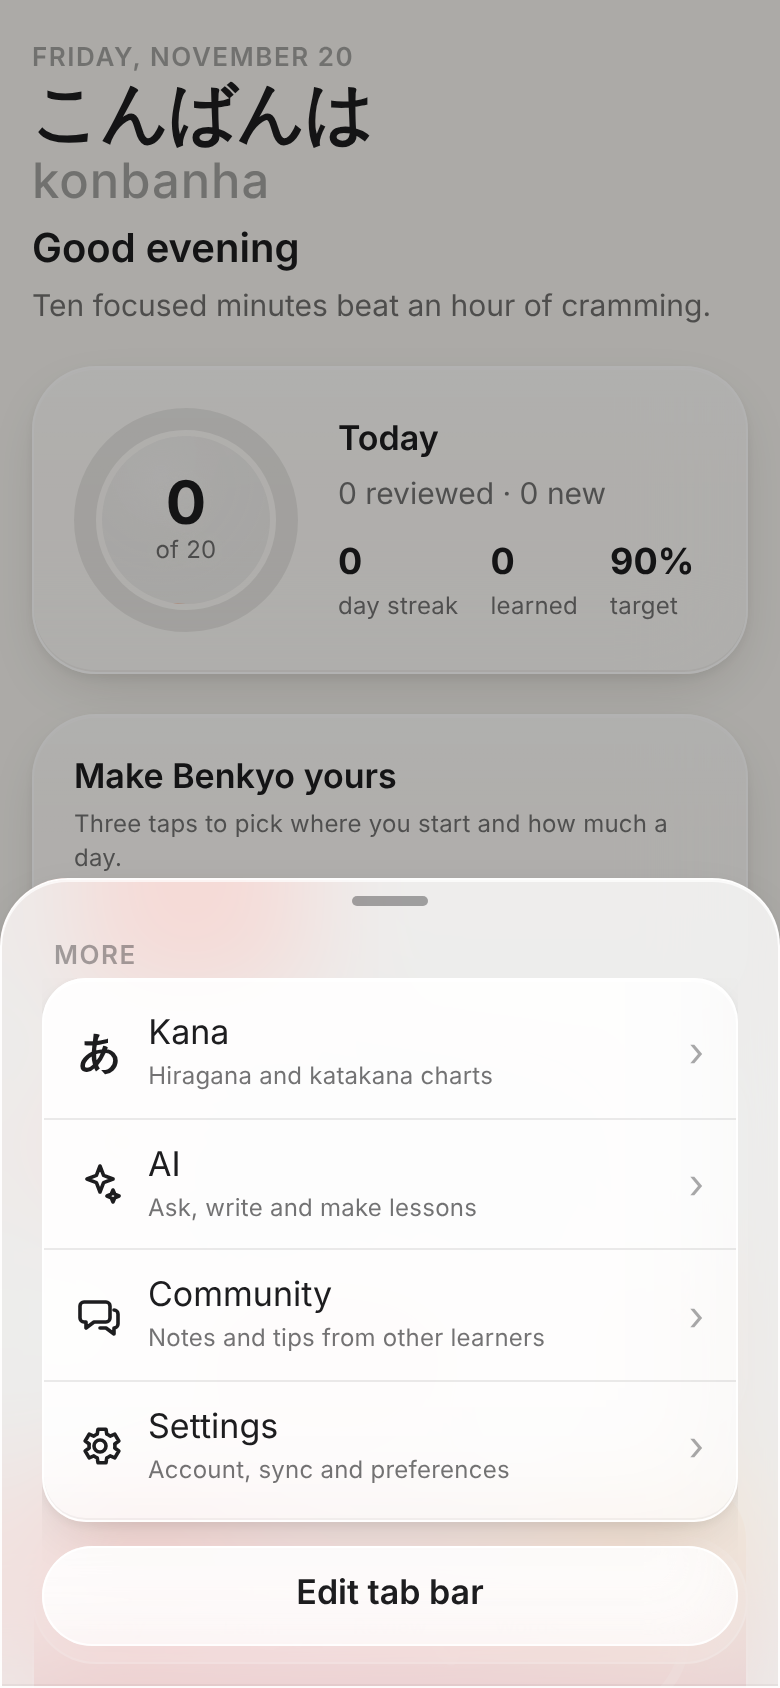 FRIDAY, NOVEMBER 20
こんばんは
konbanha
Good evening
Ten focused minutes beat an hour of cramming.
0
of 20
Today
0 reviewed · 0 new
0 0 90%
day streak learned target
Make Benkyo yours
Three taps to pick where you start and how much a
day.
MORE
あ
Kana
Hiragana and katakana charts
AI
Ask, write and make lessons
Community
Notes and tips from other learners
Settings
Account, sync and preferences
Edit tab bar